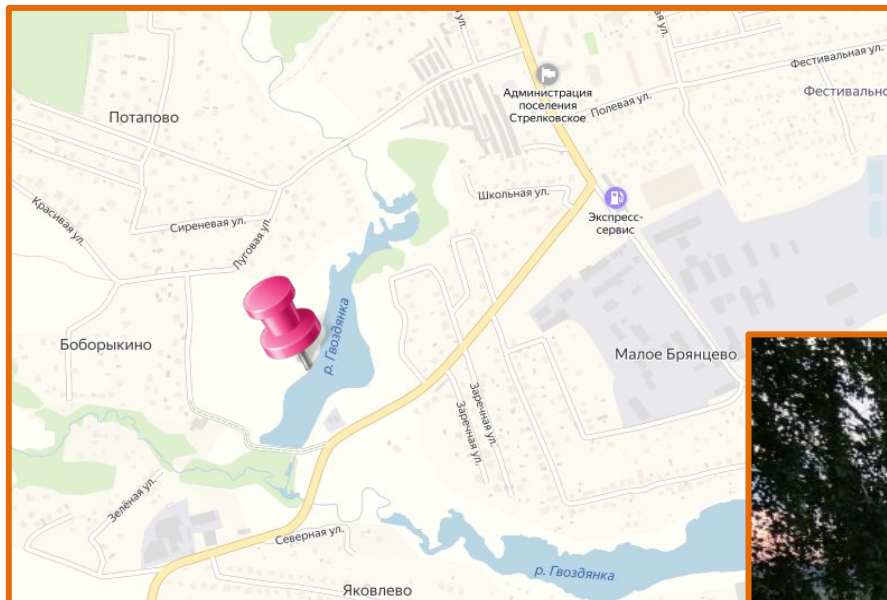 Фестивальная ул.
Администрация
поселения
Стрелковское
Полевая ул.
Фестивально
Потапово
Школьная ул.
Экспресс-
сервис
Красивая ул.
Сиреневая ул.
Луговая ул.
р. Гвоздянка
Боборыкино
Малое Брянцево
Заречная ул.
Заречная ул.
Зелёная ул.
Северная ул.
р. Гвоздянка
Яковлево